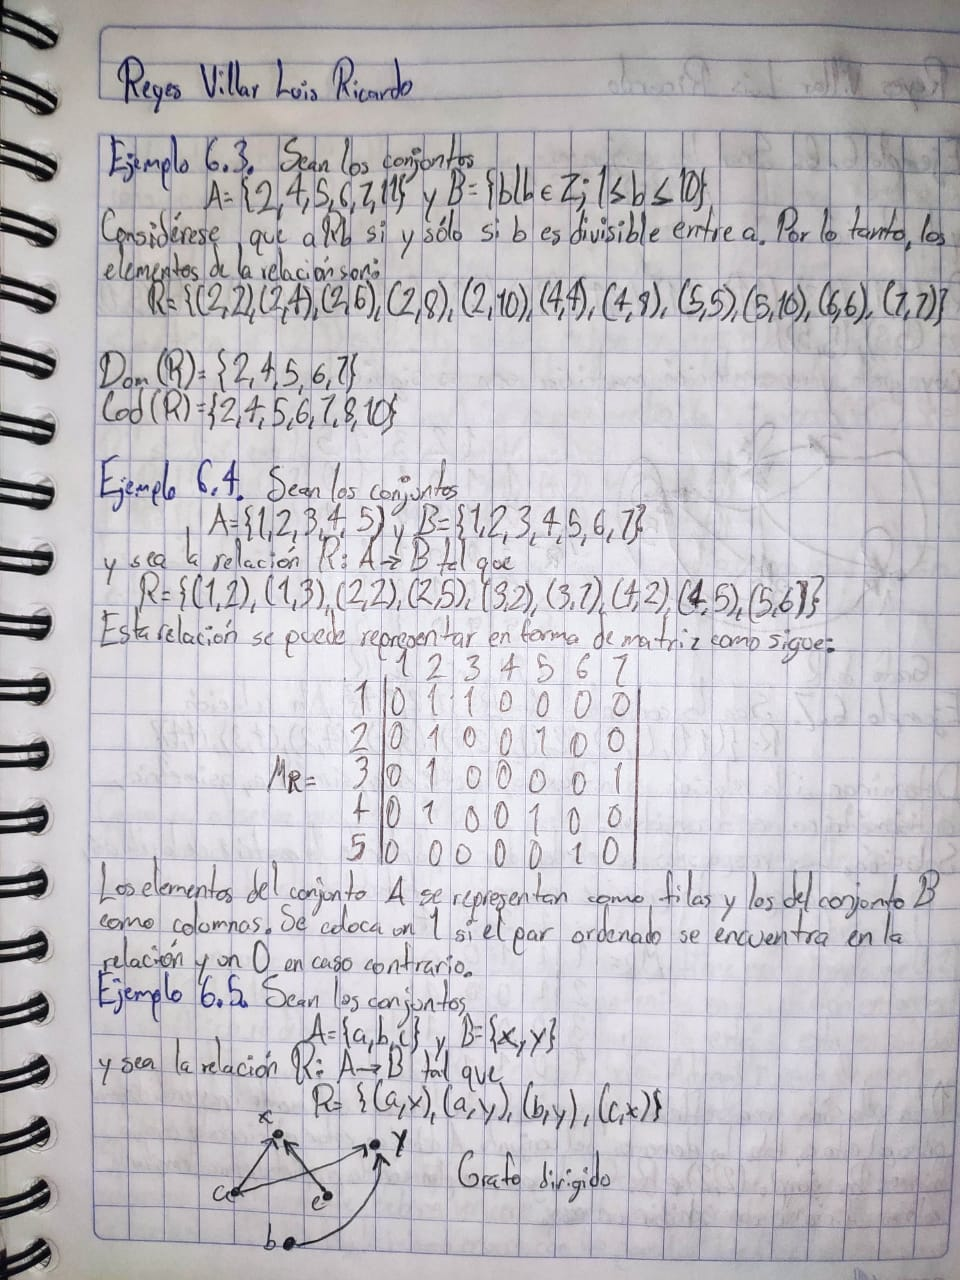 Reyes Villar Luis Ricardo
Ejemplo 6.3. Sean los conjuntos
A={2,4,5,6,7,11} y B={b|b∈Z; 1≤b≤10}
Considérese que aRb si y sólo si b es divisible entre a. Por lo tanto, los
elementos de la relación son:
R={(2,2),(2,4),(2,6),(2,8),(2,10),(4,4),(4,8),(5,5),(5,10),(6,6),(7,7)}
Dom(R)={2,4,5,6,7}
Cod(R)={2,4,5,6,7,8,10}
Ejemplo 6.4. Sean los conjuntos
A={1,2,3,4,5} y B={1,2,3,4,5,6,7}
y sea la relación R: A→B tal que
R={(1,2),(1,3),(2,2),(2,5),(3,2),(3,7),(4,2),(4,5),(5,6)}
Esta relación se puede representar en forma de matriz como sigue:
1 2 3 4 5 6 7
1 0 1 1 0 0 0 0
2 0 1 0 0 1 0 0
MR= 3 0 1 0 0 0 0 1
4 0 1 0 0 1 0 0
5 0 0 0 0 0 1 0
Los elementos del conjunto A se representan como filas y los del conjunto B
como columnas. Se coloca un 1 si el par ordenado se encuentra en la
relación y un 0 en caso contrario.
Ejemplo 6.5. Sean los conjuntos
A={a,b,c} y B={x,y}
y sea la relación R: A→B tal que
R={(a,x),(a,y),(b,y),(c,x)}
x
y
a c Grafo dirigido
b